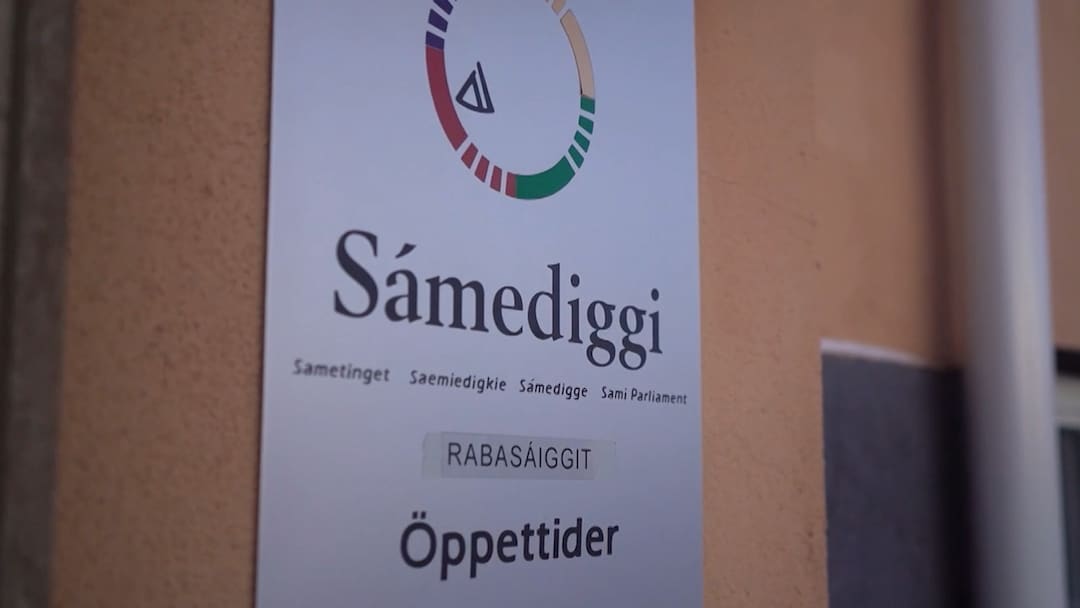 Sámediggi
Sametinget Saemiedigkie Sámedigge Sami Parliament
RABASÁIGGIT
Öppettider